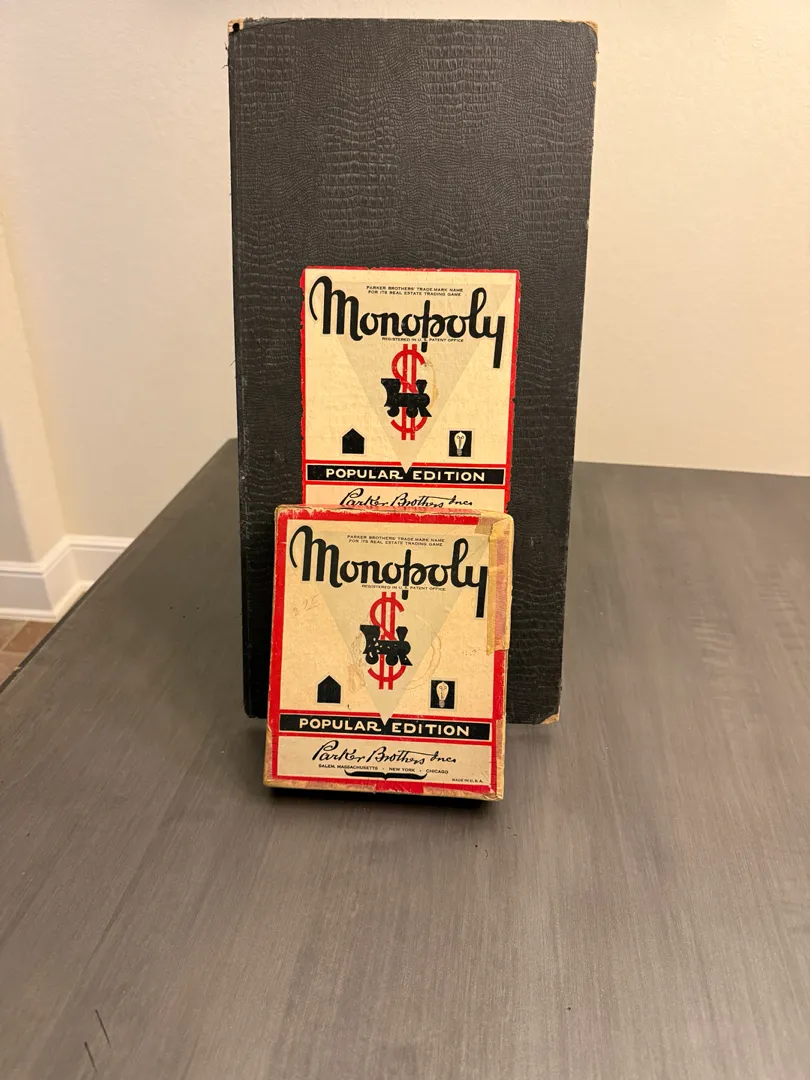 PARKER BROTHERS' TRADE MARK NAME
FOR ITS REAL ESTATE TRADING GAME
Monopoly
REGISTERED IN U. S. PATENT OFFICE
POPULAR EDITION
Parker Brothers Inc.
PARKER BROTHERS' TRADE MARK NAME
FOR ITS REAL ESTATE TRADING GAME
Monopoly
REGISTERED IN U. S. PATENT OFFICE
POPULAR EDITION
Parker Brothers Inc.
SALEM, MASSACHUSETTS · NEW YORK · CHICAGO
MADE IN U.S.A.